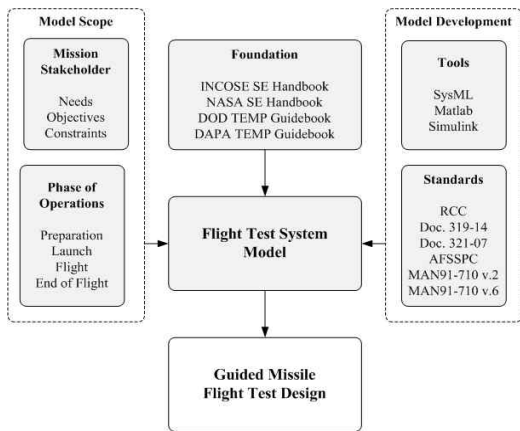 Model Scope
Mission
Stakeholder
Needs
Objectives
Constraints
Phase of
Operations
Preparation
Launch
Flight
End of Flight
Foundation
INCOSE SE Handbook
NASA SE Handbook
DOD TEMP Guidebook
DAPA TEMP Guidebook
Flight Test System
Model
Guided Missile
Flight Test Design
Model Development
Tools
SysML
Matlab
Simulink
Standards
RCC
Doc. 319-14
Doc. 321-07
AFSSPC
MAN91-710 v.2
MAN91-710 v.6